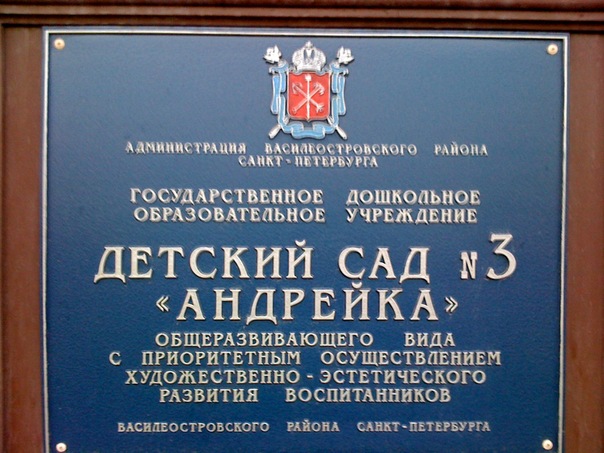 АДМИНИСТРАЦИЯ ВАСИЛЕОСТРОВСКОГО РАЙОНА
САНКТ-ПЕТЕРБУРГА
ГОСУДАРСТВЕННОЕ ДОШКОЛЬНОЕ
ОБРАЗОВАТЕЛЬНОЕ УЧРЕЖДЕНИЕ
ДЕТСКИЙ САД №3
«АНДРЕЙКА»
ОБЩЕРАЗВИВАЮЩЕГО ВИДА
С ПРИОРИТЕТНЫМ ОСУЩЕСТВЛЕНИЕМ
ХУДОЖЕСТВЕННО-ЭСТЕТИЧЕСКОГО
РАЗВИТИЯ ВОСПИТАННИКОВ
ВАСИЛЕОСТРОВСКОГО РАЙОНА САНКТ-ПЕТЕРБУРГА